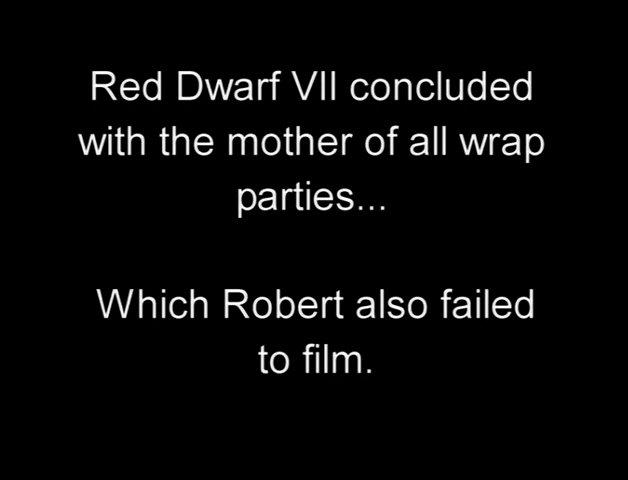 Red Dwarf VII concluded
with the mother of all wrap
parties...
Which Robert also failed
to film.